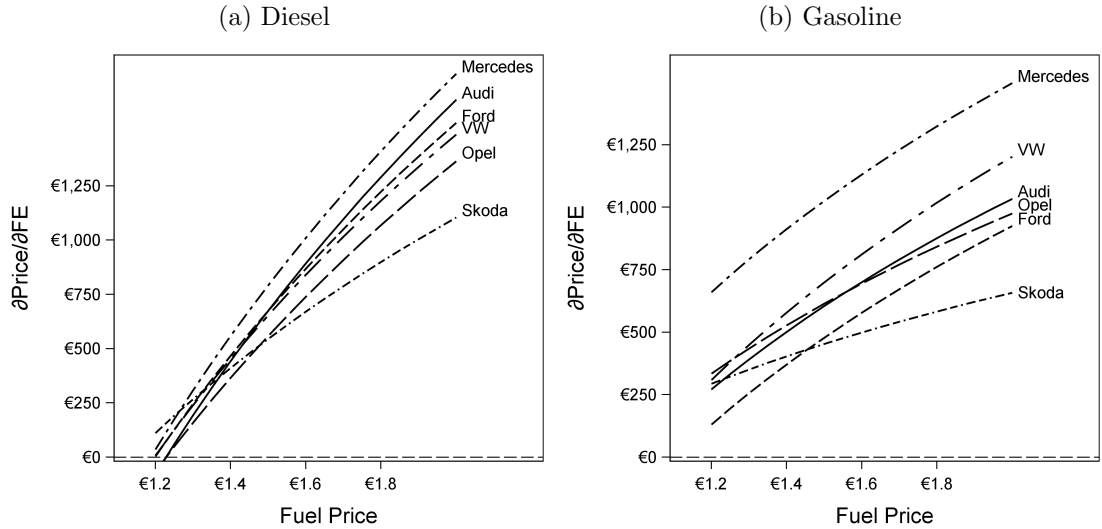 (a) Diesel
∂Price/∂FE
€1,250
€1,000
€750
€500
€250
€0
€1.2 €1.4 €1.6 €1.8
Fuel Price
Mercedes
Audi
Ford
VW
Opel
Skoda
(b) Gasoline
∂Price/∂FE
€1,250
€1,000
€750
€500
€250
€0
€1.2 €1.4 €1.6 €1.8
Fuel Price
Mercedes
VW
Audi
Opel
Ford
Skoda